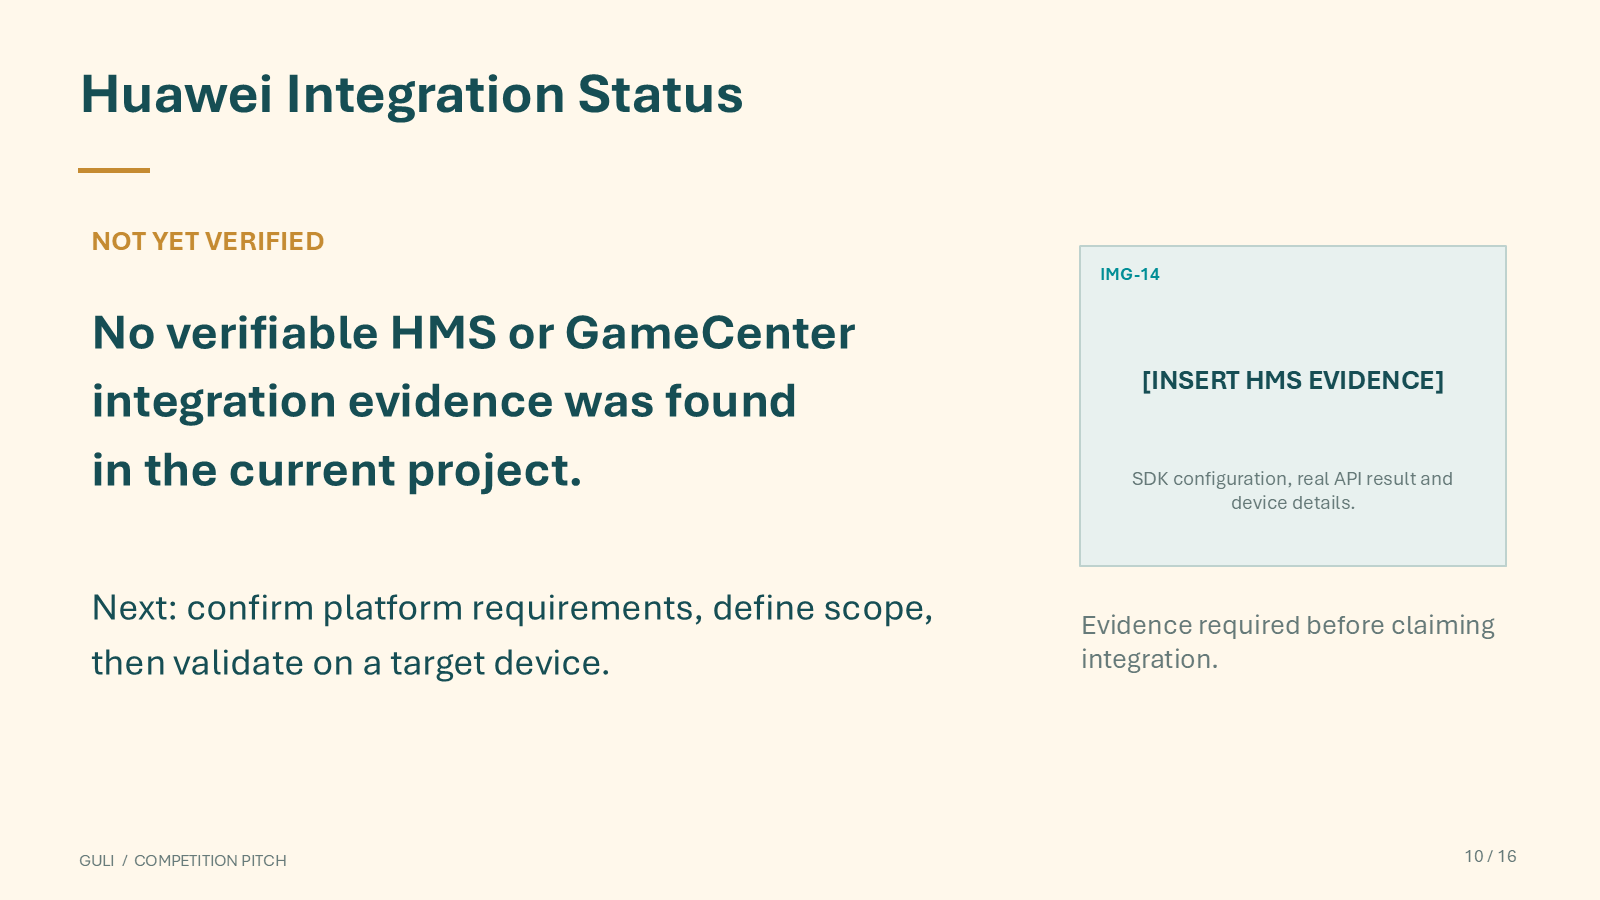 Huawei Integration Status
NOT YET VERIFIED
No verifiable HMS or GameCenter
integration evidence was found
in the current project.
Next: confirm platform requirements, define scope,
then validate on a target device.
IMG-14
[INSERT HMS EVIDENCE]
SDK configuration, real API result and
device details.
Evidence required before claiming
integration.
GULI / COMPETITION PITCH
10 / 16